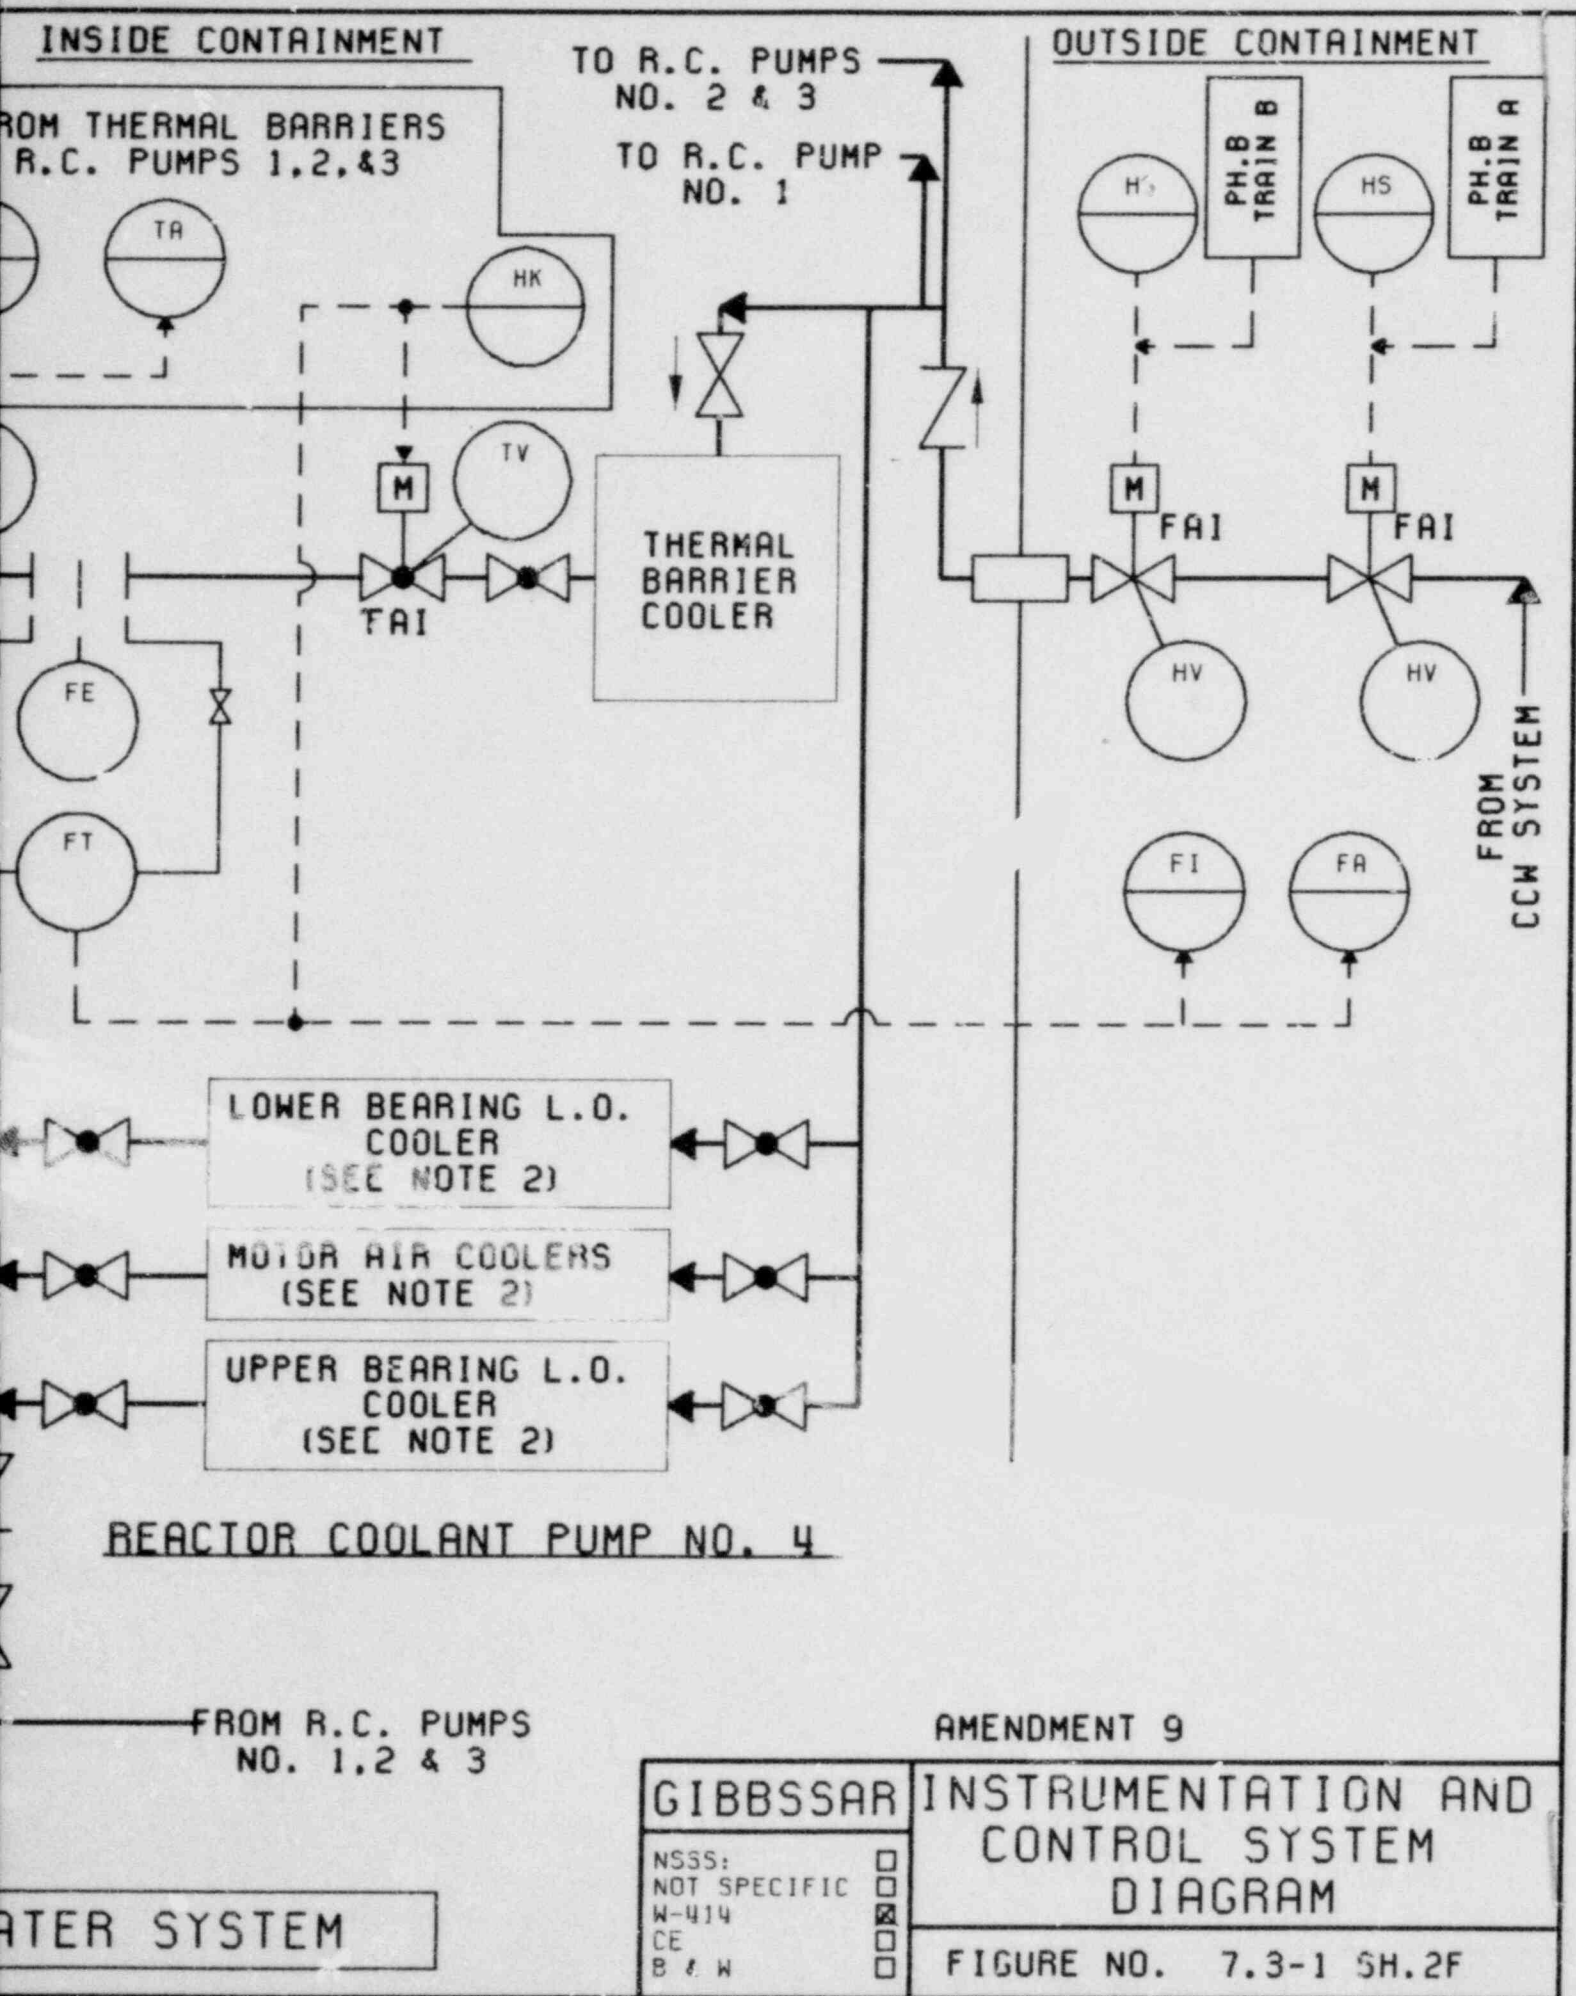 INSIDE CONTAINMENT
TO R.C. PUMPS
NO. 2 & 3
TO R.C. PUMP
NO. 1
OUTSIDE CONTAINMENT
ROM THERMAL BARRIERS
R.C. PUMPS 1,2,&3
TA
HK
PH.B
TRAIN B
HS
PH.B
TRAIN A
M
TV
FAI
THERMAL
BARRIER
COOLER
M
FAI
M
FAI
HV
HV
FROM
CCW SYSTEM
FE
FT
FI
FA
LOWER BEARING L.O.
COOLER
(SEE NOTE 2)
MOTOR AIR COOLERS
(SEE NOTE 2)
UPPER BEARING L.O.
COOLER
(SEE NOTE 2)
REACTOR COOLANT PUMP NO. 4
FROM R.C. PUMPS
NO. 1,2 & 3
ATER SYSTEM
AMENDMENT 9
GIBBSSAR
NSSS:
NOT SPECIFIC
W-414
CE
B & W
INSTRUMENTATION AND
CONTROL SYSTEM
DIAGRAM
FIGURE NO. 7.3-1 SH.2F